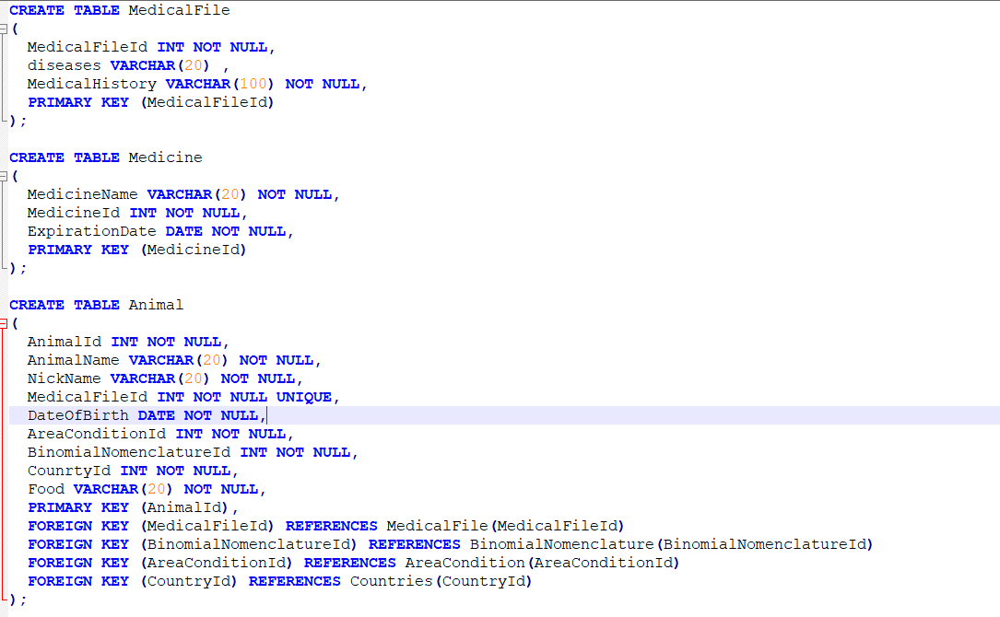 CREATE TABLE MedicalFile
(
MedicalFileId INT NOT NULL,
diseases VARCHAR(20) ,
MedicalHistory VARCHAR(100) NOT NULL,
PRIMARY KEY (MedicalFileId)
);
CREATE TABLE Medicine
(
MedicineName VARCHAR(20) NOT NULL,
MedicineId INT NOT NULL,
ExpirationDate DATE NOT NULL,
PRIMARY KEY (MedicineId)
);
CREATE TABLE Animal
(
AnimalId INT NOT NULL,
AnimalName VARCHAR(20) NOT NULL,
NickName VARCHAR(20) NOT NULL,
MedicalFileId INT NOT NULL UNIQUE,
DateOfBirth DATE NOT NULL,
AreaConditionId INT NOT NULL,
BinomialNomenclatureId INT NOT NULL,
CounrtyId INT NOT NULL,
Food VARCHAR(20) NOT NULL,
PRIMARY KEY (AnimalId),
FOREIGN KEY (MedicalFileId) REFERENCES MedicalFile(MedicalFileId)
FOREIGN KEY (BinomialNomenclatureId) REFERENCES BinomialNomenclature(BinomialNomenclatureId)
FOREIGN KEY (AreaConditionId) REFERENCES AreaCondition(AreaConditionId)
FOREIGN KEY (CountryId) REFERENCES Countries(CountryId)
);